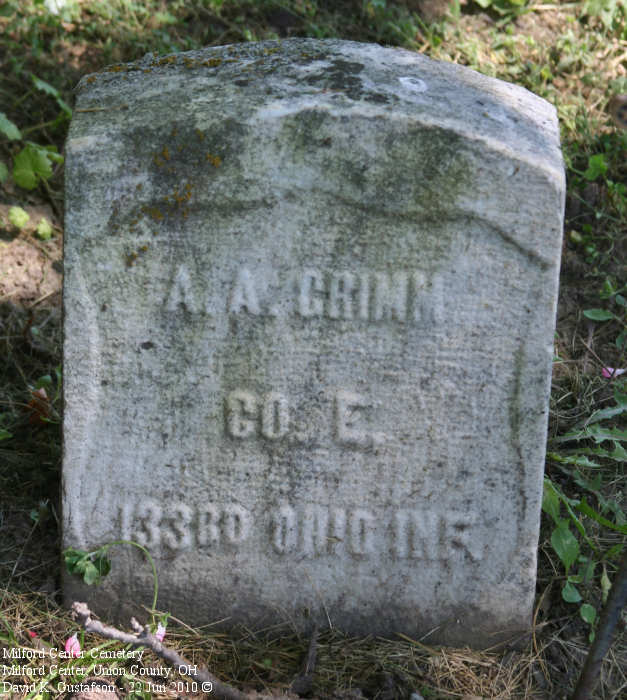 A. A. GRIMM
CO. E.
133RD OHIO INF.
Milford Center Cemetery
Milford Center, Union County, OH
David K. Gustafson - 22 Jun 2010 ©